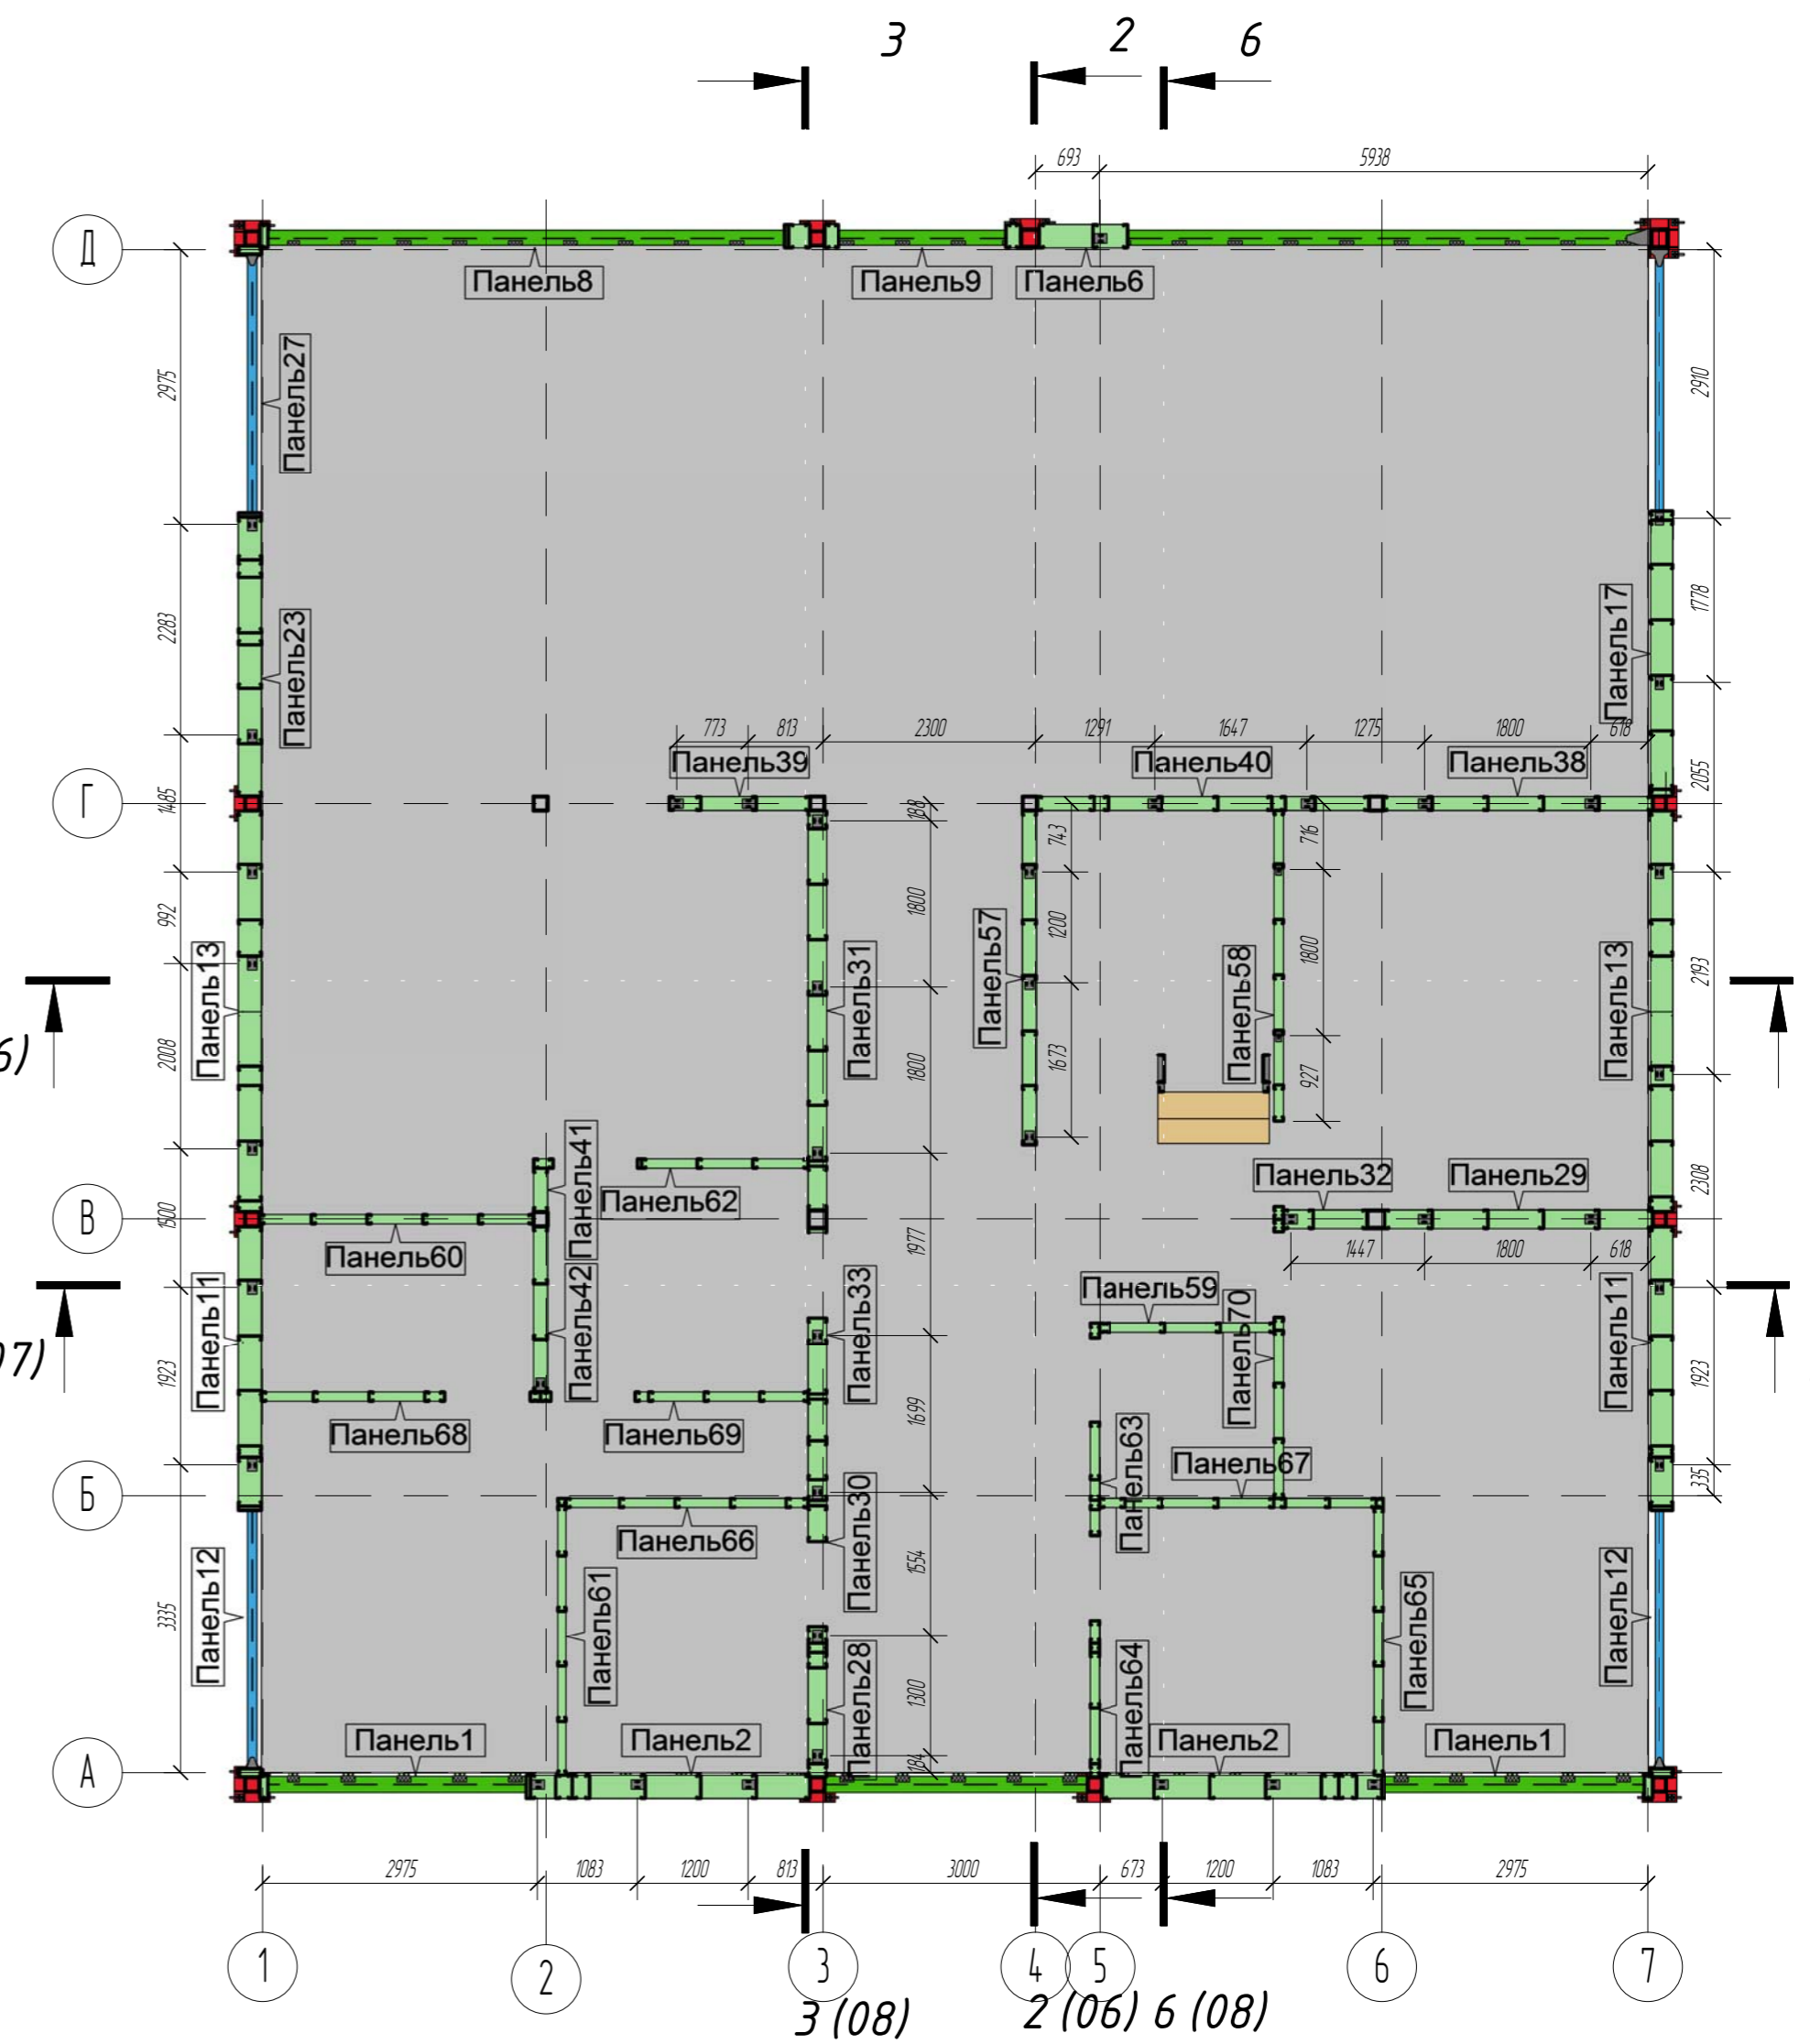 3 2 6
693 5938
Д
Панель8 Панель9 Панель6
Панель27
2975
2910
Панель23
2283
Панель17
1778
773 813 2300 1291 1647 1275 1800 618
Панель39 Панель40 Панель38
2055
Г
1485
188
743
716
992
1800
1200
1800
2193
Панель13
Панель31
Панель57
Панель58
Панель13
6)
2008
1800
1673
927
Панель41
Панель62
Панель32 Панель29
2308
В
1500
1977
Панель60
1447 1800 618
Панель11
Панель42
Панель33
Панель59
Панель70
Панель11
07)
1923
1699
1923
Панель68 Панель69
Панель63
Панель67
Б
335
Панель30
Панель66
Панель12
3335
Панель61
1554
Панель65
Панель12
Панель28
1300
Панель64
184
Панель1 Панель2 Панель2 Панель1
А
2975 1083 1200 813 3000 673 1200 1083 2975
1 2 3 4 5 6 7
3 (08) 2 (06) 6 (08)